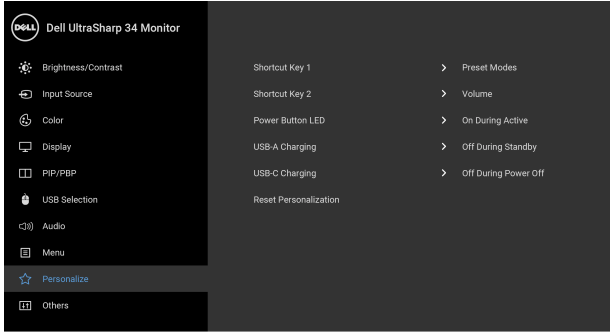 DELL Dell UltraSharp 34 Monitor
Brightness/Contrast
Input Source
Color
Display
PIP/PBP
USB Selection
Audio
Menu
Personalize
Others
Shortcut Key 1 > Preset Modes
Shortcut Key 2 > Volume
Power Button LED > On During Active
USB-A Charging > Off During Standby
USB-C Charging > Off During Power Off
Reset Personalization